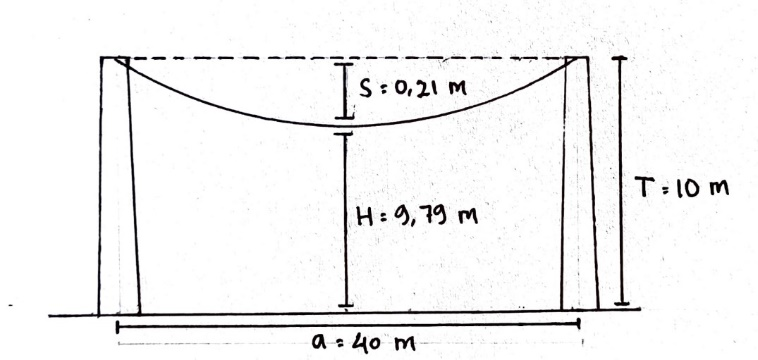 S = 0,21 m
T = 10 m
H = 9,79 m
a = 40 m